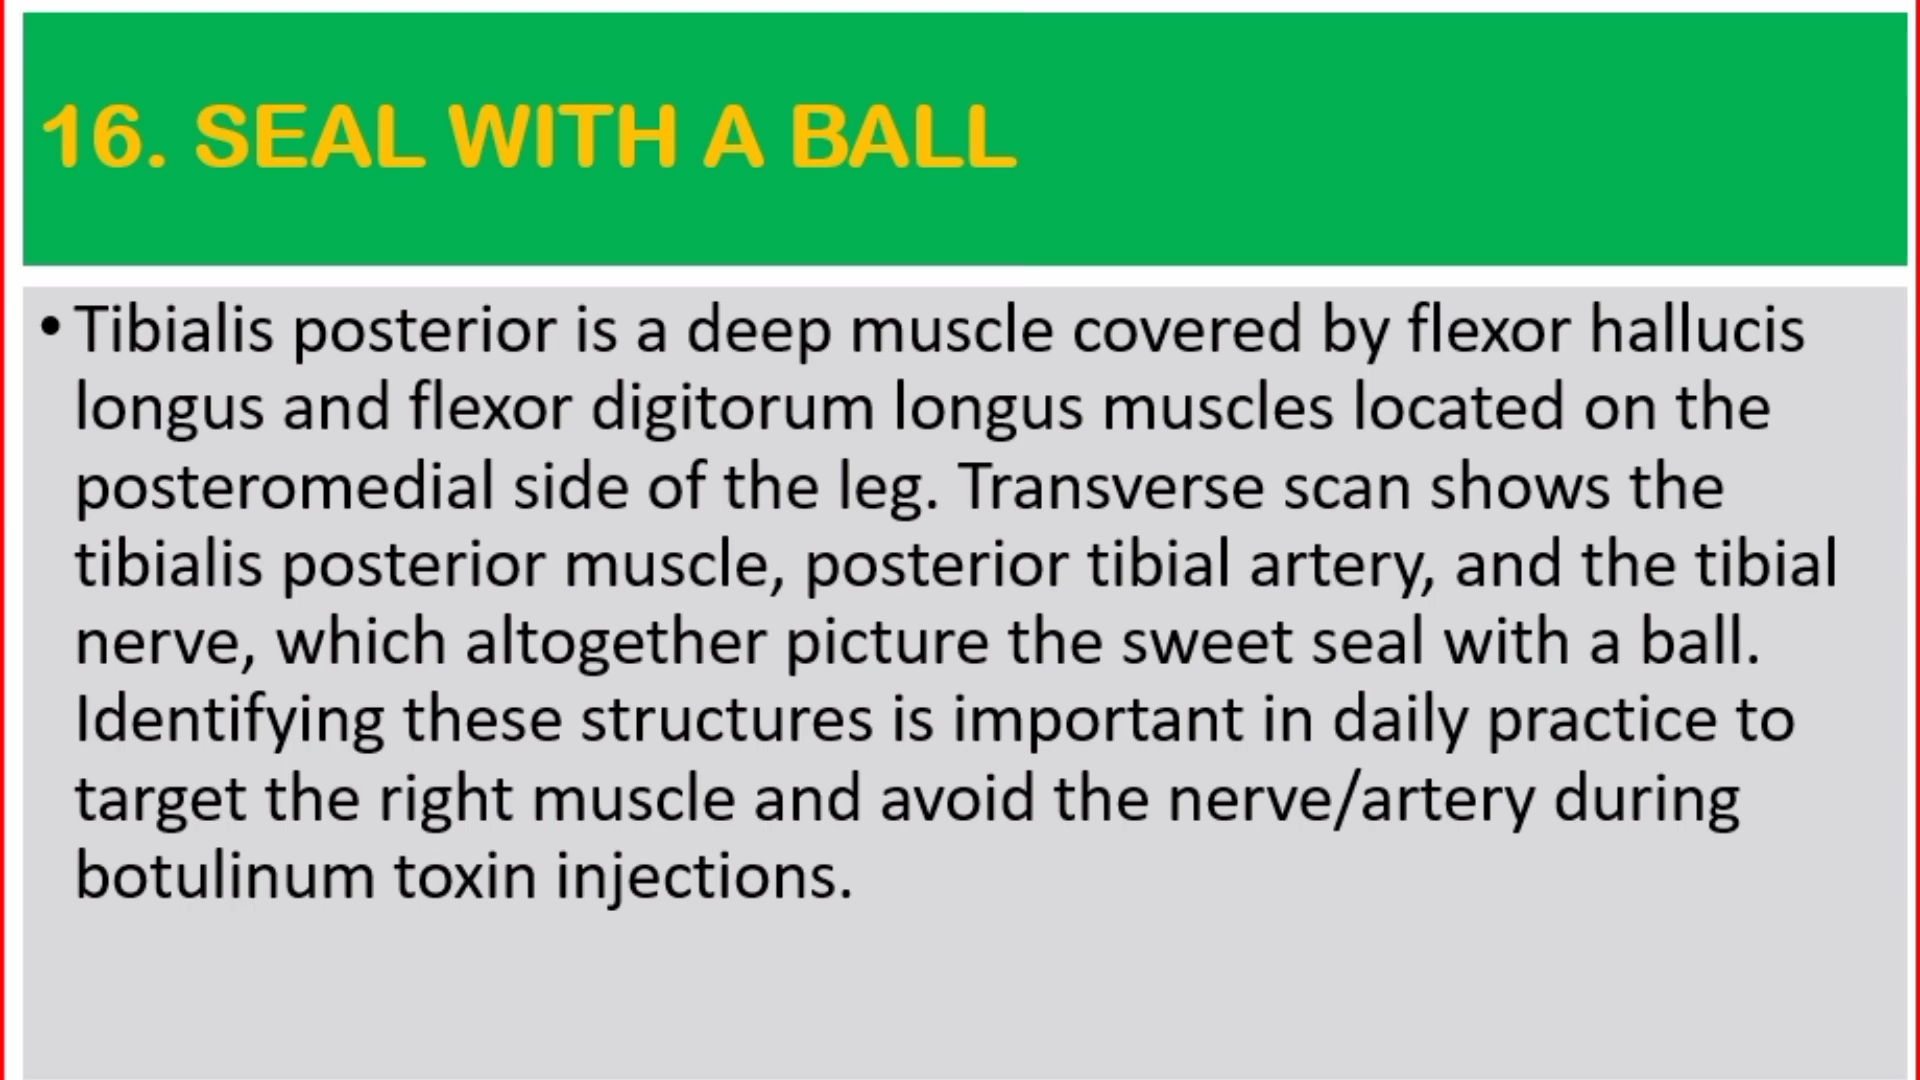 16. SEAL WITH A BALL
• Tibialis posterior is a deep muscle covered by flexor hallucis
longus and flexor digitorum longus muscles located on the
posteromedial side of the leg. Transverse scan shows the
tibialis posterior muscle, posterior tibial artery, and the tibial
nerve, which altogether picture the sweet seal with a ball.
Identifying these structures is important in daily practice to
target the right muscle and avoid the nerve/artery during
botulinum toxin injections.